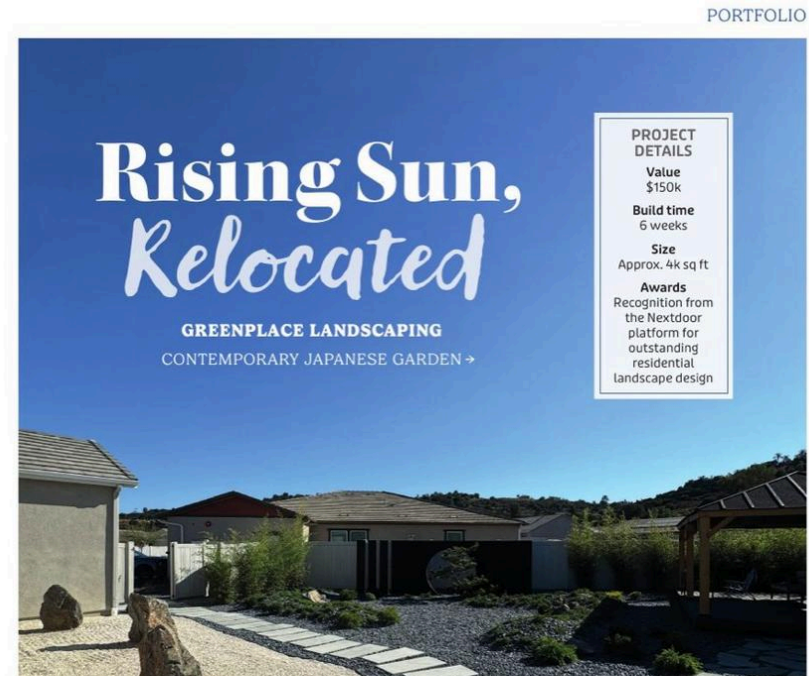 PORTFOLIO
Rising Sun,
Relocated
GREENPLACE LANDSCAPING
CONTEMPORARY JAPANESE GARDEN →
PROJECT
DETAILS
Value
$150k
Build time
6 weeks
Size
Approx. 4k sq ft
Awards
Recognition from
the Nextdoor
platform for
outstanding
residential
landscape design